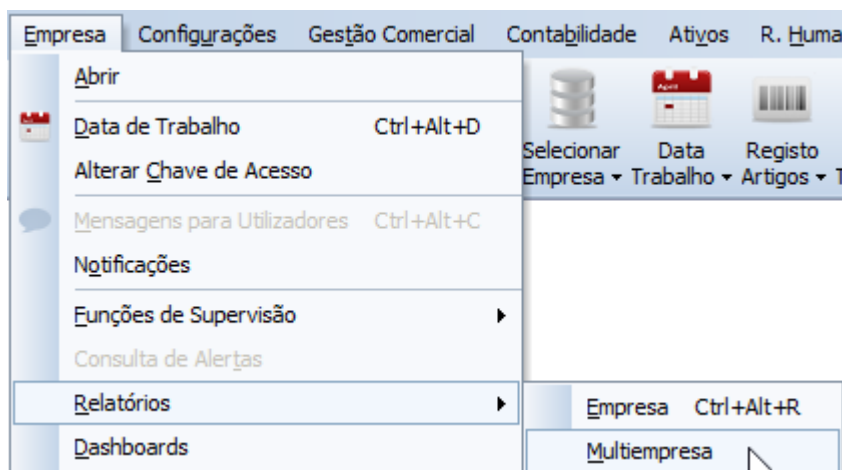 Empresa Configurações Gestão Comercial Contabilidade Ativos R. Huma
Abrir
Data de Trabalho Ctrl+Alt+D
Alterar Chave de Acesso
Mensagens para Utilizadores Ctrl+Alt+C
Notificações
Funções de Supervisão
Consulta de Alertas
Relatórios
Dashboards
April
Selecionar Data Registo
Empresa Trabalho Artigos
Empresa Ctrl+Alt+R
Multiempresa